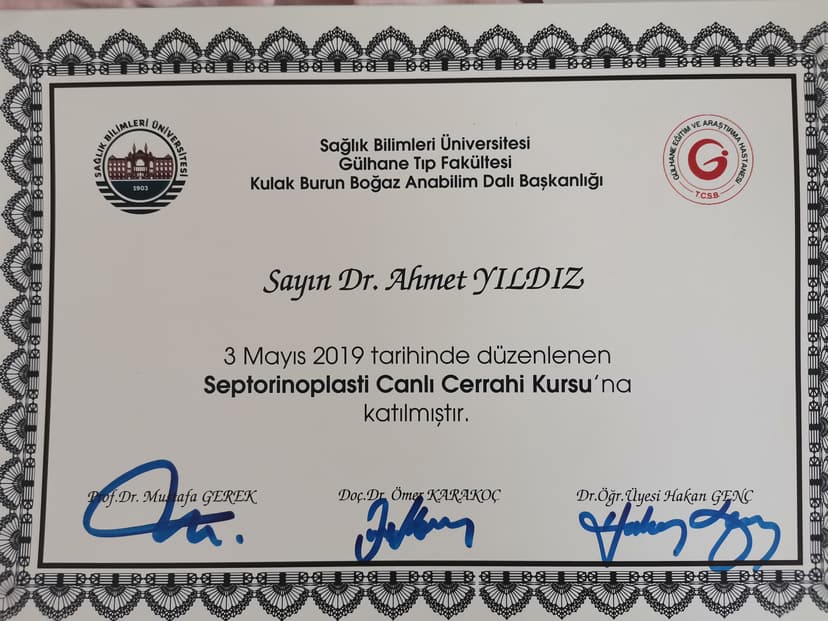 SAĞLIK BİLİMLERİ ÜNİVERSİTESİ
1903
Sağlık Bilimleri Üniversitesi
Gülhane Tıp Fakültesi
Kulak Burun Boğaz Anabilim Dalı Başkanlığı
GÜLHANE EĞİTİM VE ARAŞTIRMA HASTANESİ
T.C.S.B.
Sayın Dr. Ahmet YILDIZ
3 Mayıs 2019 tarihinde düzenlenen
Septorinoplasti Canlı Cerrahi Kursu'na
katılmıştır.
Prof.Dr. Mustafa GEREK
Doç.Dr. Ömer KARAKOÇ
Dr.Öğr.Üyesi Hakan GENÇ